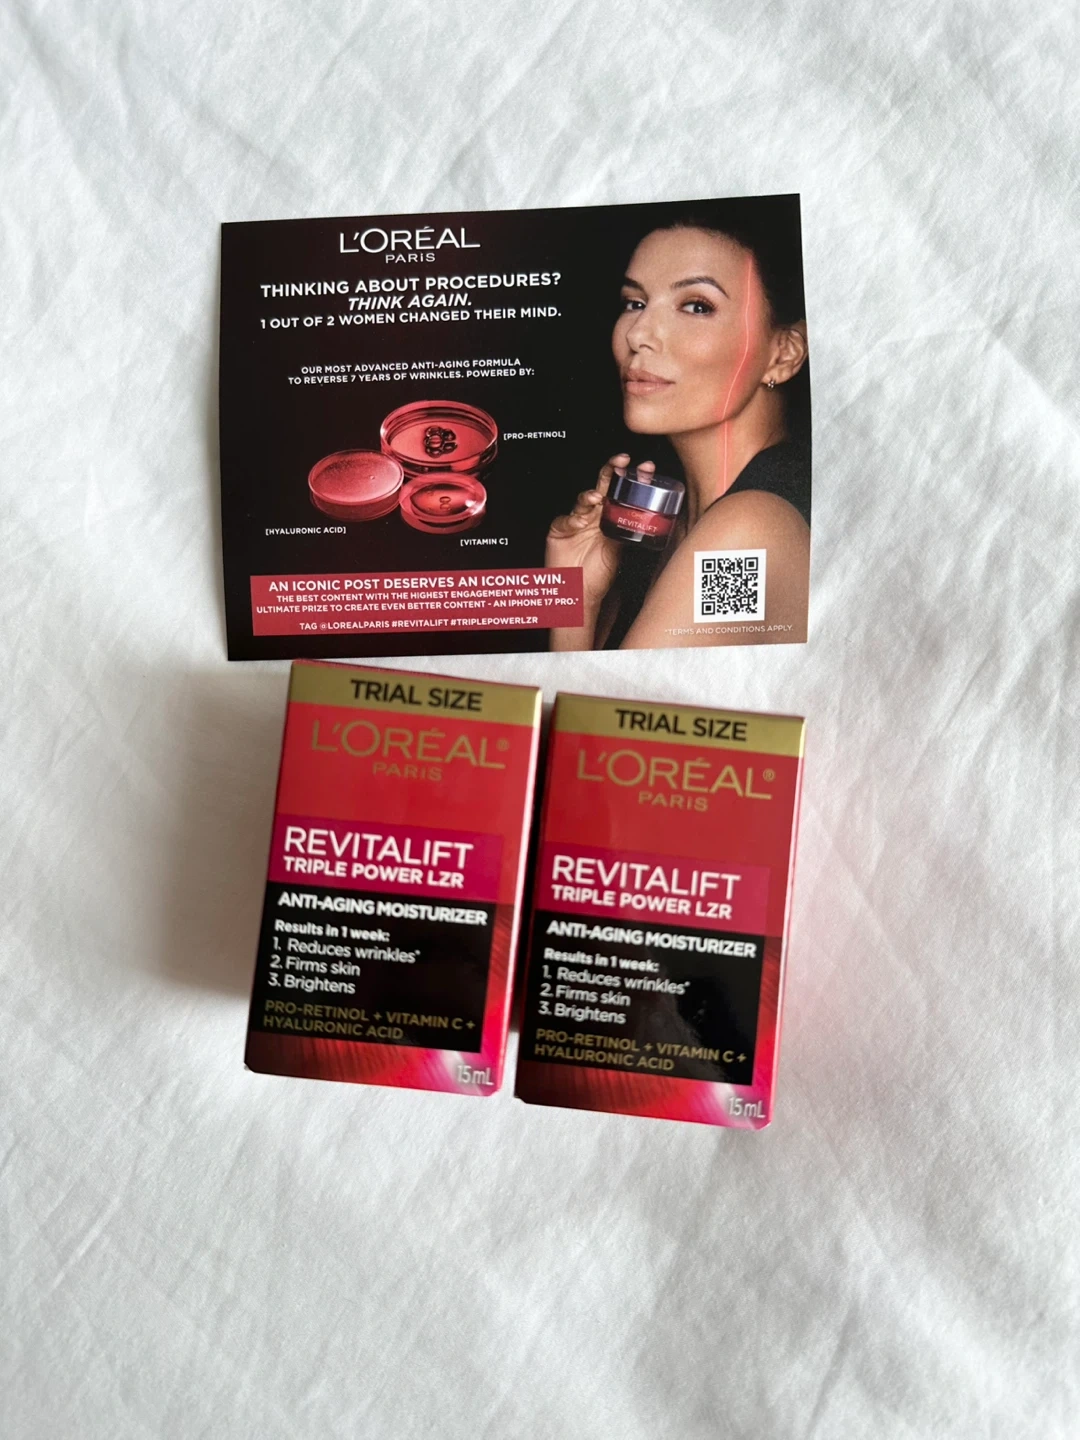 L'ORÉAL
PARIS
THINKING ABOUT PROCEDURES?
THINK AGAIN.
1 OUT OF 2 WOMEN CHANGED THEIR MIND.
OUR MOST ADVANCED ANTI-AGING FORMULA
TO REVERSE 7 YEARS OF WRINKLES. POWERED BY:
[PRO-RETINOL]
[HYALURONIC ACID]
[VITAMIN C]
REVITALIFT
AN ICONIC POST DESERVES AN ICONIC WIN.
THE BEST CONTENT WITH THE HIGHEST ENGAGEMENT WINS THE
ULTIMATE PRIZE TO CREATE EVEN BETTER CONTENT - AN IPHONE 17 PRO.*
TAG @LOREALPARIS #REVITALIFT #TRIPLEPOWERLZR
*TERMS AND CONDITIONS APPLY.
TRIAL SIZE
L'ORÉAL®
PARIS
REVITALIFT
TRIPLE POWER LZR
ANTI-AGING MOISTURIZER
Results in 1 week:
1. Reduces wrinkles*
2. Firms skin
3. Brightens
PRO-RETINOL + VITAMIN C +
HYALURONIC ACID
15mL
TRIAL SIZE
L'ORÉAL®
PARIS
REVITALIFT
TRIPLE POWER LZR
ANTI-AGING MOISTURIZER
Results in 1 week:
1. Reduces wrinkles*
2. Firms skin
3. Brightens
PRO-RETINOL + VITAMIN C +
HYALURONIC ACID
15mL